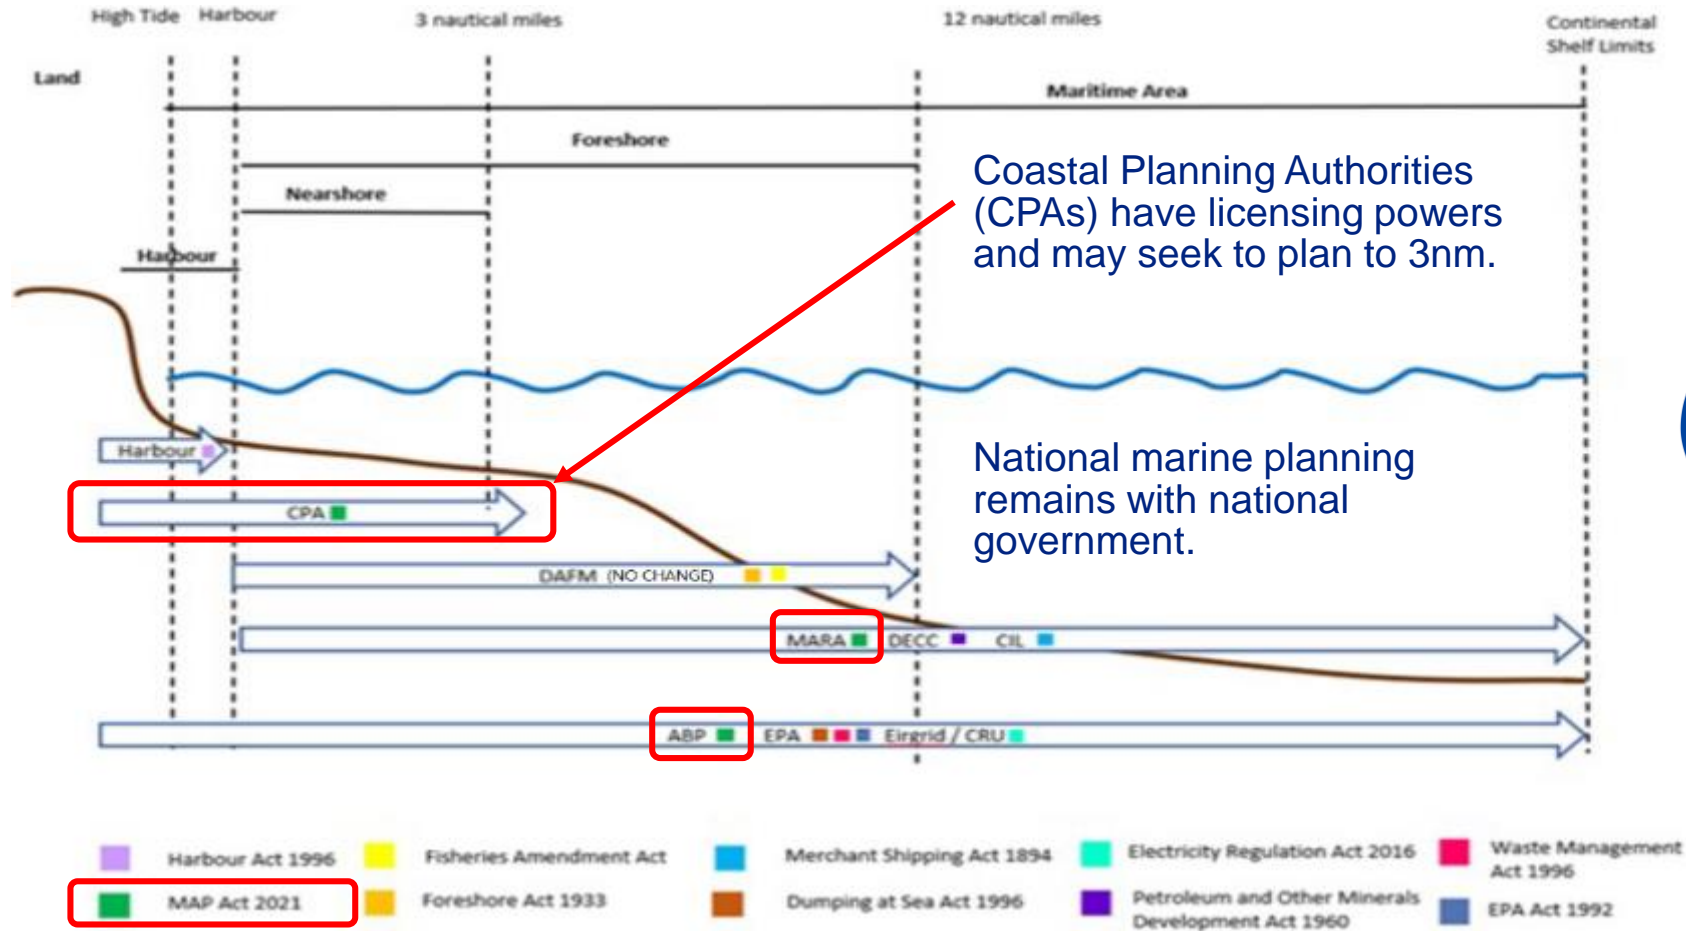 High Tide
Harbour
3 nautical miles
12 nautical miles
Continental
Shelf Limits
Land
Maritime Area
Foreshore
Nearshore
Harbour
Coastal Planning Authorities
(CPAs) have licensing powers
and may seek to plan to 3nm.
Harbour
National marine planning
remains with national
government.
CPA
DAFM (NO CHANGE)
MARA
DECC
CIL
ABP
EPA
Eirgrid / CRU
Harbour Act 1996
Fisheries Amendment Act
Merchant Shipping Act 1894
Electricity Regulation Act 2016
Waste Management
Act 1996
MAP Act 2021
Foreshore Act 1933
Dumping at Sea Act 1996
Petroleum and Other Minerals
Development Act 1960
EPA Act 1992